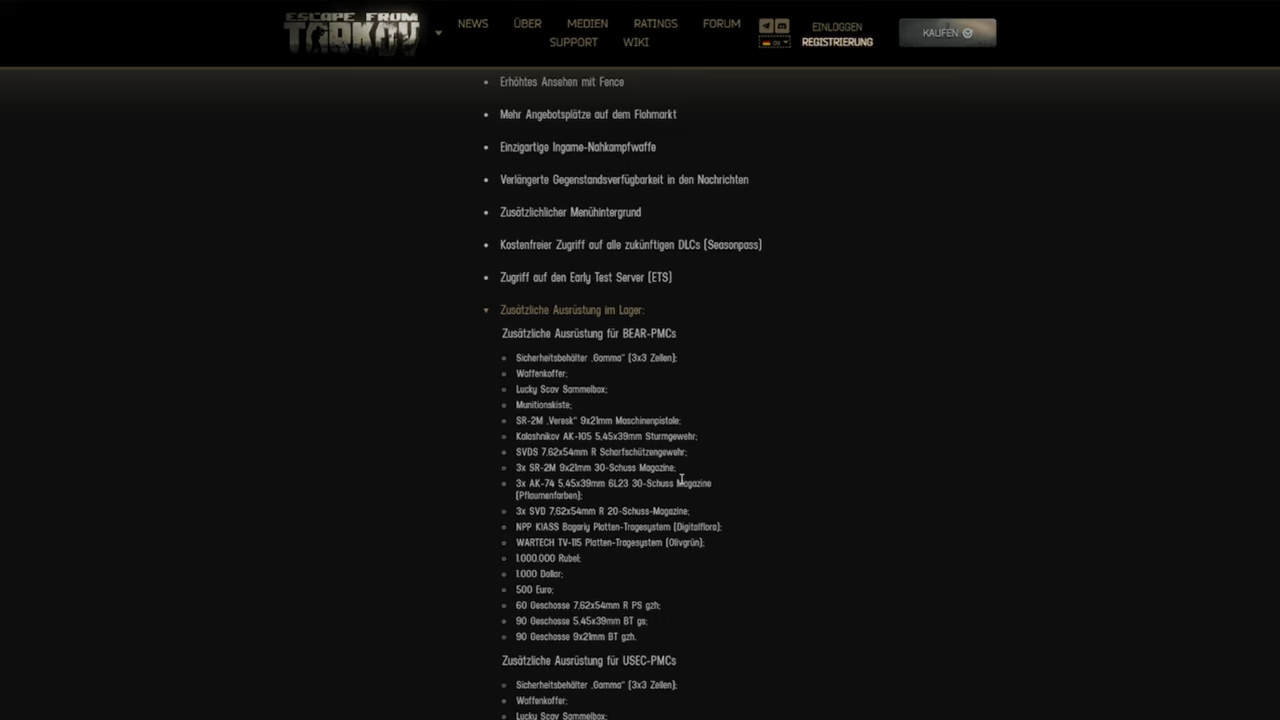 ESCAPE FROM TARKOV
NEWS ÜBER MEDIEN RATINGS FORUM
SUPPORT WIKI
DE
EINLOGGEN
REGISTRIERUNG
KAUFEN
Erhöhtes Ansehen mit Fence
Mehr Angebotsplätze auf dem Flohmarkt
Einzigartige Ingame-Nahkampfwaffe
Verlängerte Gegenstandsverfügbarkeit in den Nachrichten
Zusätzlichlicher Menühintergrund
Kostenfreier Zugriff auf alle zukünftigen DLCs (Seasonpass)
Zugriff auf den Early Test Server (ETS)
Zusätzliche Ausrüstung im Lager:
Zusätzliche Ausrüstung für BEAR-PMCs
Sicherheitsbehälter „Gamma“ (3x3 Zellen);
Waffenkoffer;
Lucky Scav Sammelbox;
Munitionskiste;
SR-2M „Veresk“ 9x21mm Maschinenpistole;
Kalashnikov AK-105 5,45x39mm Sturmgewehr;
SVDS 7,62x54mm R Scharfschützengewehr;
3x SR-2M 9x21mm 30-Schuss Magazine;
3x AK-74 5,45x39mm 6L23 30-Schuss Magazine
(Pflaumenfarben);
3x SVD 7,62x54mm R 20-Schuss-Magazine;
NPP KlASS Bagariy Platten-Tragesystem (Digitalflora);
WARTECH TV-115 Platten-Tragesystem (Olivgrün);
1.000.000 Rubel;
1.000 Dollar;
500 Euro;
60 Geschosse 7,62x54mm R PS gzh;
90 Geschosse 5,45x39mm BT gs;
90 Geschosse 9x21mm BT gzh.
Zusätzliche Ausrüstung für USEC-PMCs
Sicherheitsbehälter „Gamma“ (3x3 Zellen);
Waffenkoffer;
Lucky Scav Sammelbox;